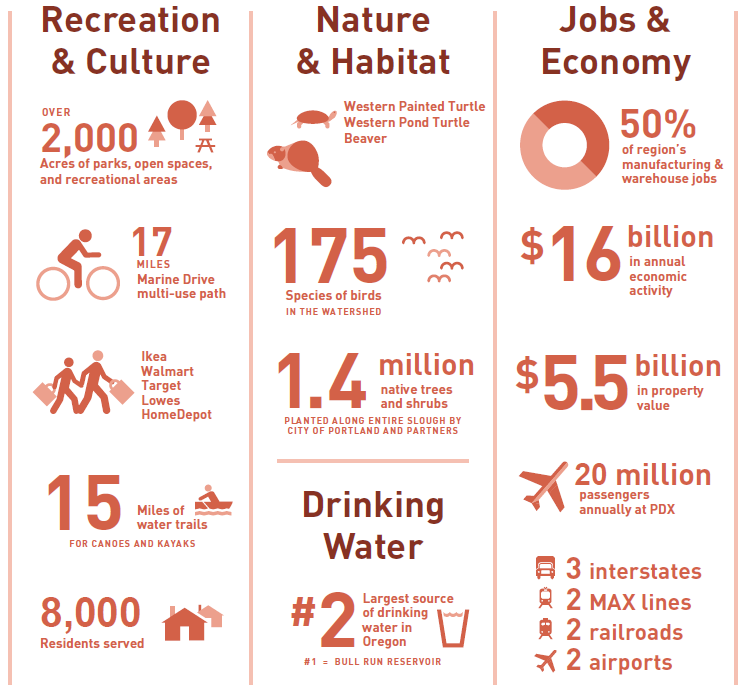 Recreation
& Culture
OVER
2,000
Acres of parks, open spaces,
and recreational areas
17
MILES
Marine Drive
multi-use path
Ikea
Walmart
Target
Lowes
HomeDepot
15
Miles of
water trails
FOR CANOES AND KAYAKS
8,000
Residents served
Nature
& Habitat
Western Painted Turtle
Western Pond Turtle
Beaver
175
Species of birds
IN THE WATERSHED
1.4 million
native trees
and shrubs
PLANTED ALONG ENTIRE SLOUGH BY
CITY OF PORTLAND AND PARTNERS
Drinking
Water
#2
Largest source
of drinking
water in
Oregon
#1 = BULL RUN RESERVOIR
Jobs &
Economy
50%
of region's
manufacturing &
warehouse jobs
$16 billion
in annual
economic
activity
$5.5 billion
in property
value
20 million
passengers
annually at PDX
3 interstates
2 MAX lines
2 railroads
2 airports